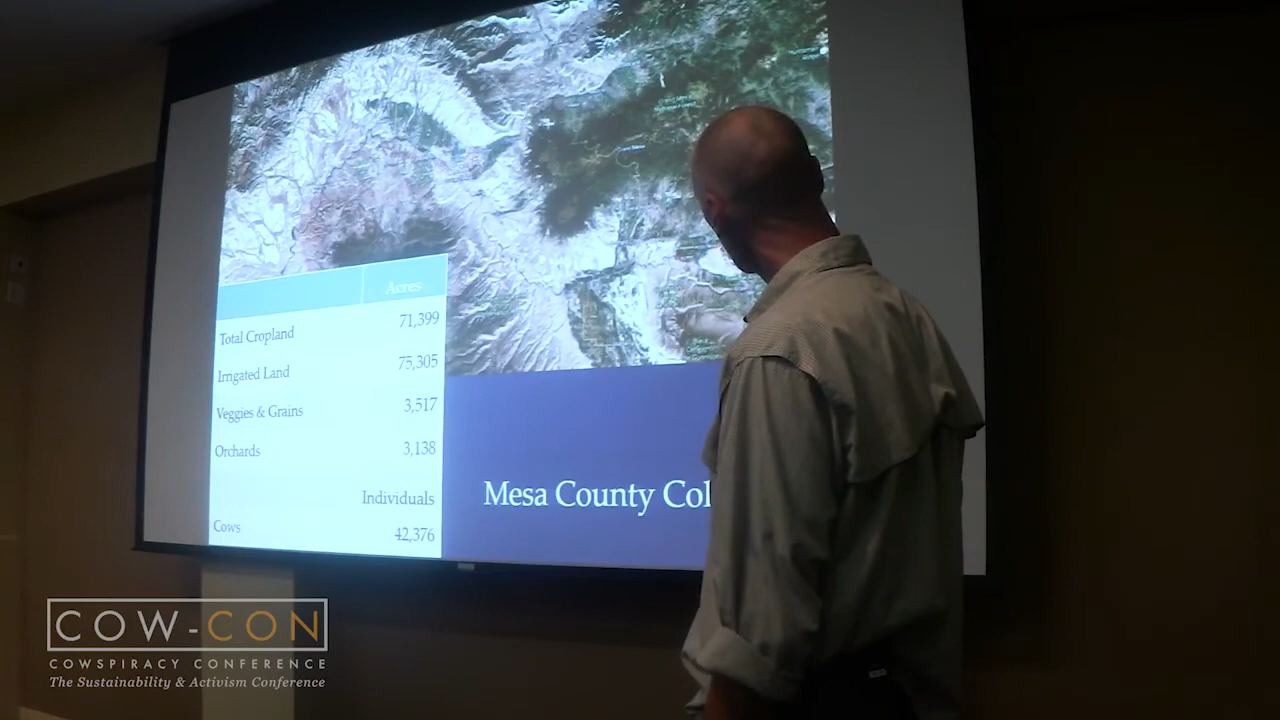 Acres
Total Cropland 71,399
Irrigated Land 75,305
Veggies & Grains 3,517
Orchards 3,138
Individuals
Cows 42,376
Mesa County Col
COW-CON
COWSPIRACY CONFERENCE
The Sustainability & Activism Conference